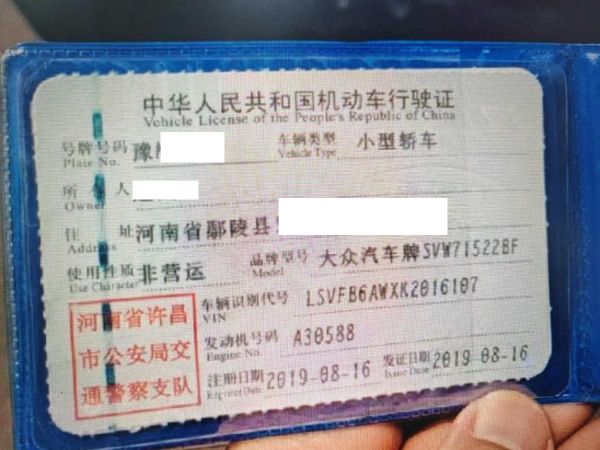 中华人民共和国机动车行驶证
Vehicle License of the People's Republic of China
号牌号码 豫 车辆类型 小型轿车
Plate No. Vehicle Type
所 人
Owner
住 址 河南省鄢陵县
Address
使用性质 非营运 品牌型号 大众汽车牌SVW71522BF
Use Character Model
河南省许昌
市公安局交
通警察支队
车辆识别代号 LSVFB6AWXK2016107
VIN
发动机号码 A30588
Engine No.
注册日期 2019-08-16 发证日期 2019-08-16
Register Date Issue Date